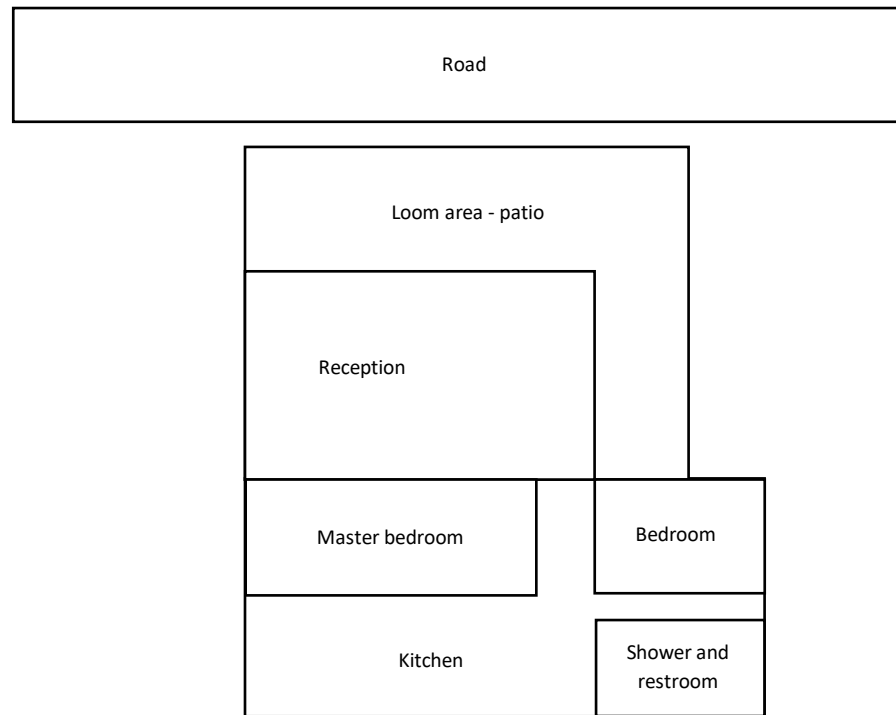 Road
Loom area - patio
Reception
Master bedroom
Bedroom
Kitchen
Shower and
restroom